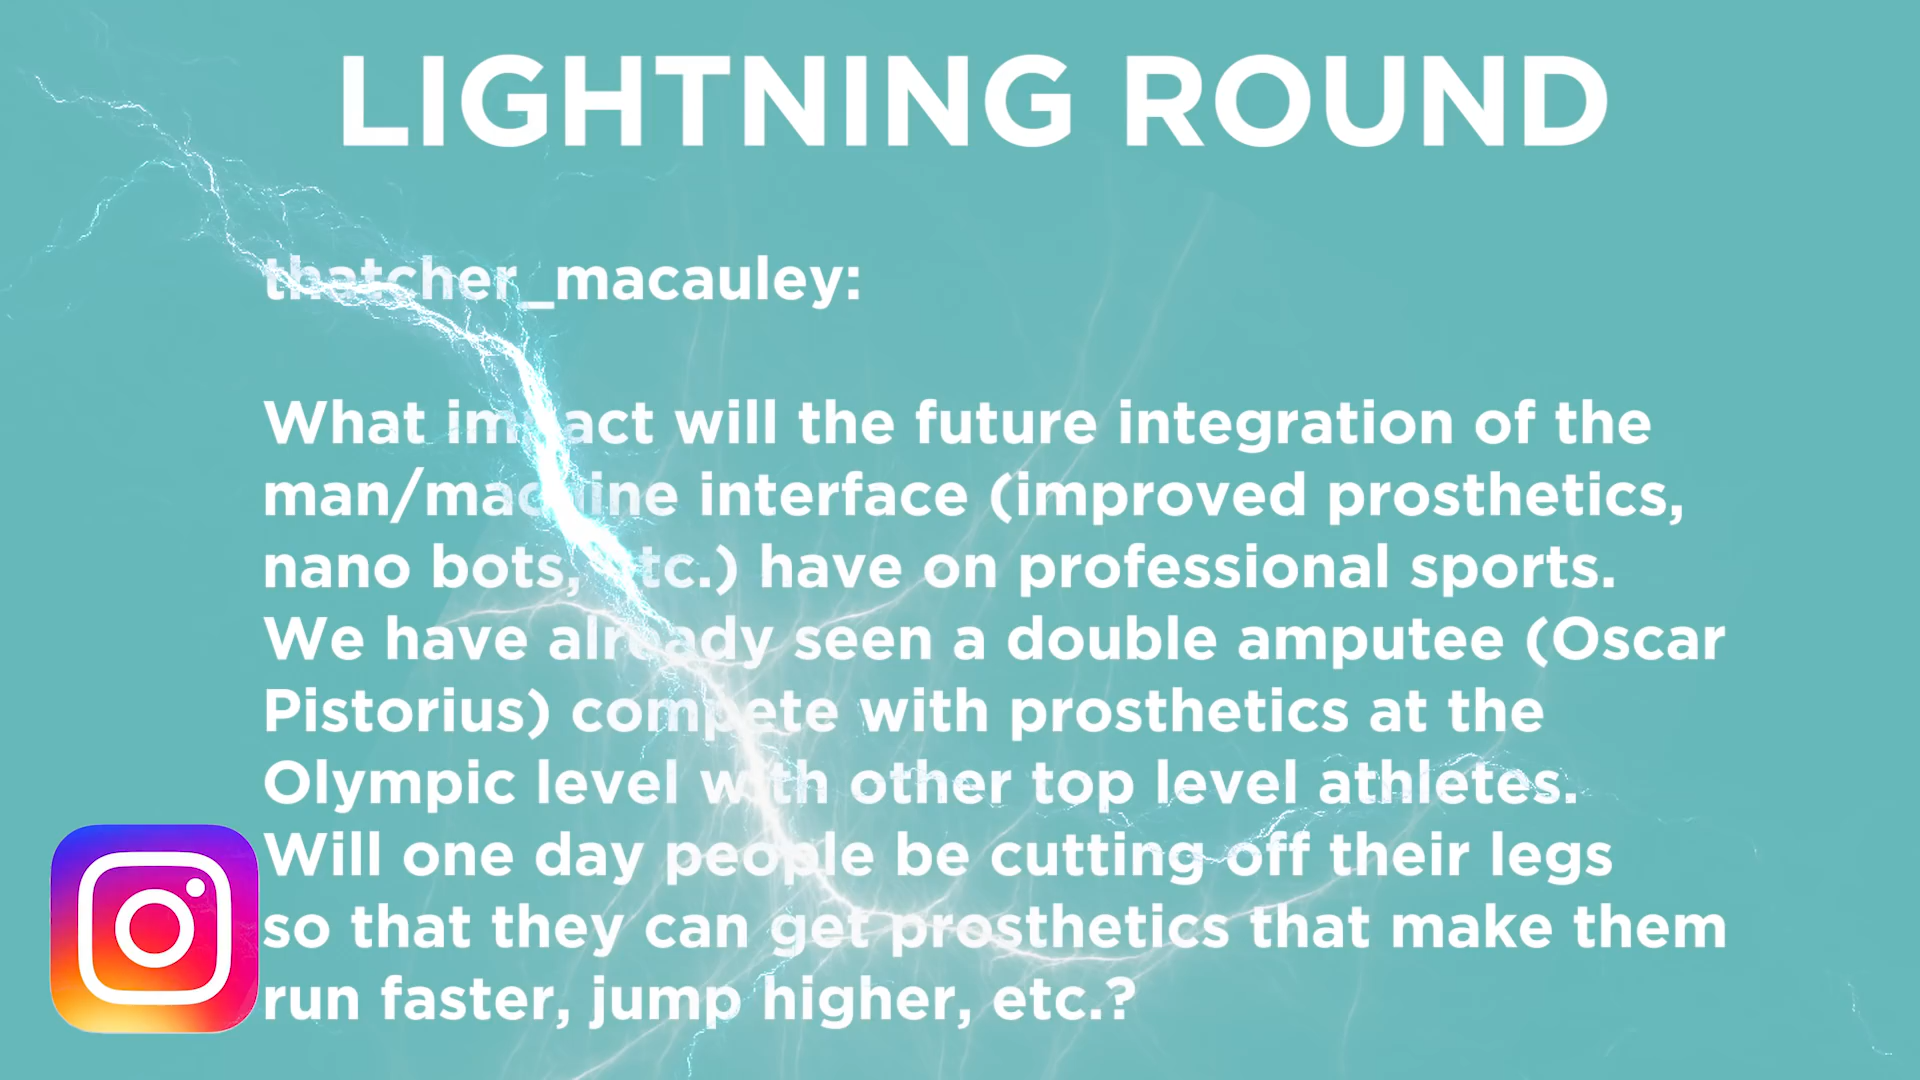 LIGHTNING ROUND
thatcher_macauley:
What impact will the future integration of the
man/machine interface (improved prosthetics,
nano bots, etc.) have on professional sports.
We have already seen a double amputee (Oscar
Pistorius) compete with prosthetics at the
Olympic level with other top level athletes.
Will one day people be cutting off their legs
so that they can get prosthetics that make them
run faster, jump higher, etc.?